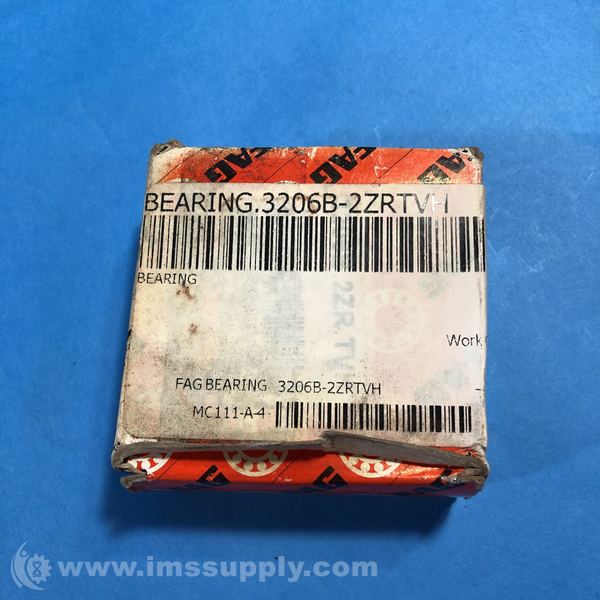 FAG FAG
BEARING.3206B-2ZRTVH
BEARING
2ZR.TV
Work
FAG BEARING 3206B-2ZRTVH
MC111-A-4
www.imssupply.com